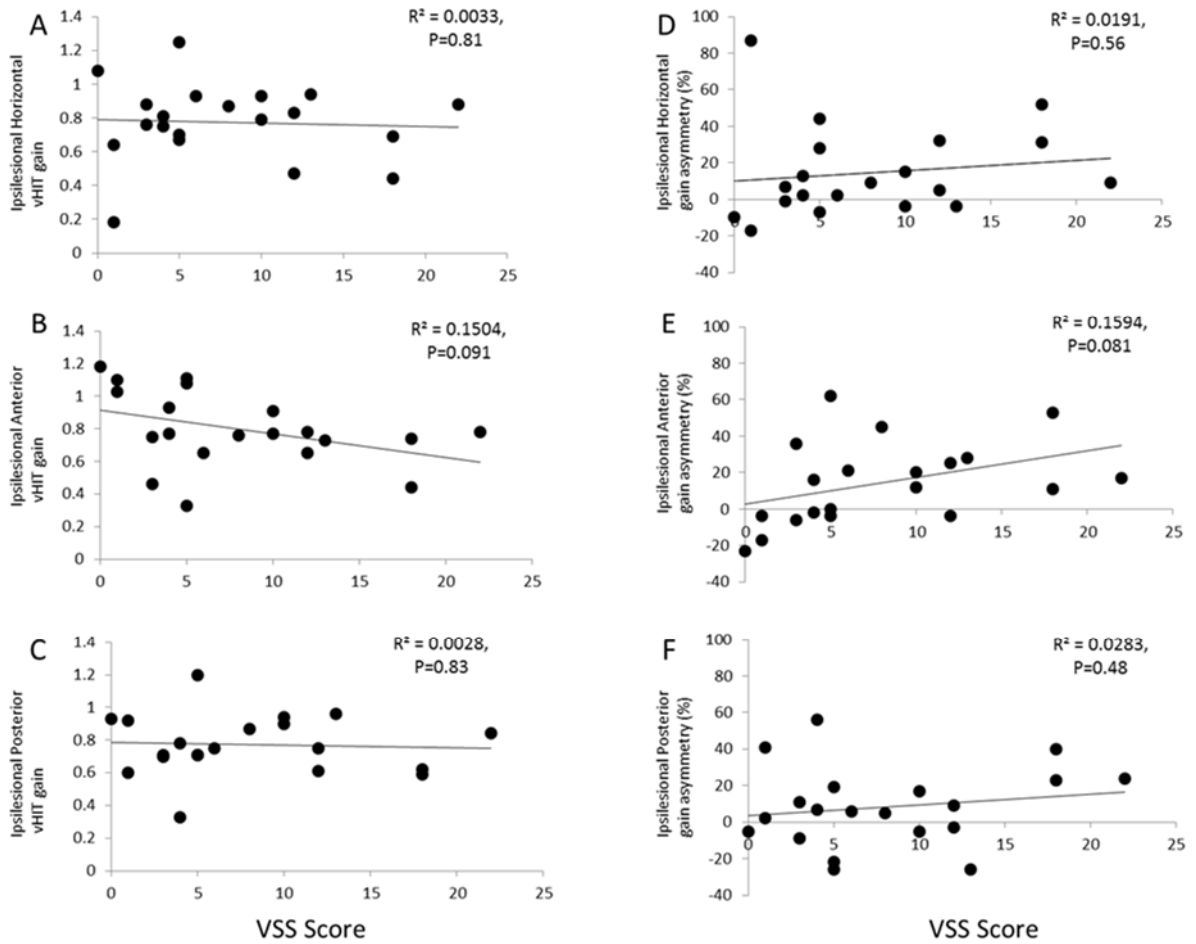 A
R² = 0.0033,
P=0.81
Ipsilesional Horizontal
vHIT gain
1.4
1.2
1
0.8
0.6
0.4
0.2
0
0 5 10 15 20 25
D
R² = 0.0191,
P=0.56
Ipsilesional Horizontal
gain asymmetry (%)
100
80
60
40
20
0
-20
-40
0 5 10 15 20 25
B
R² = 0.1504,
P=0.091
Ipsilesional Anterior
vHIT gain
1.4
1.2
1
0.8
0.6
0.4
0.2
0
0 5 10 15 20 25
E
R² = 0.1594,
P=0.081
Ipsilesional Anterior
gain asymmetry (%)
100
80
60
40
20
0
-20
-40
0 5 10 15 20 25
C
R² = 0.0028,
P=0.83
Ipsilesional Posterior
vHIT gain
1.4
1.2
1
0.8
0.6
0.4
0.2
0
0 5 10 15 20 25
VSS Score
F
R² = 0.0283,
P=0.48
Ipsilesional Posterior
gain asymmetry (%)
100
80
60
40
20
0
-20
-40
0 5 10 15 20 25
VSS Score